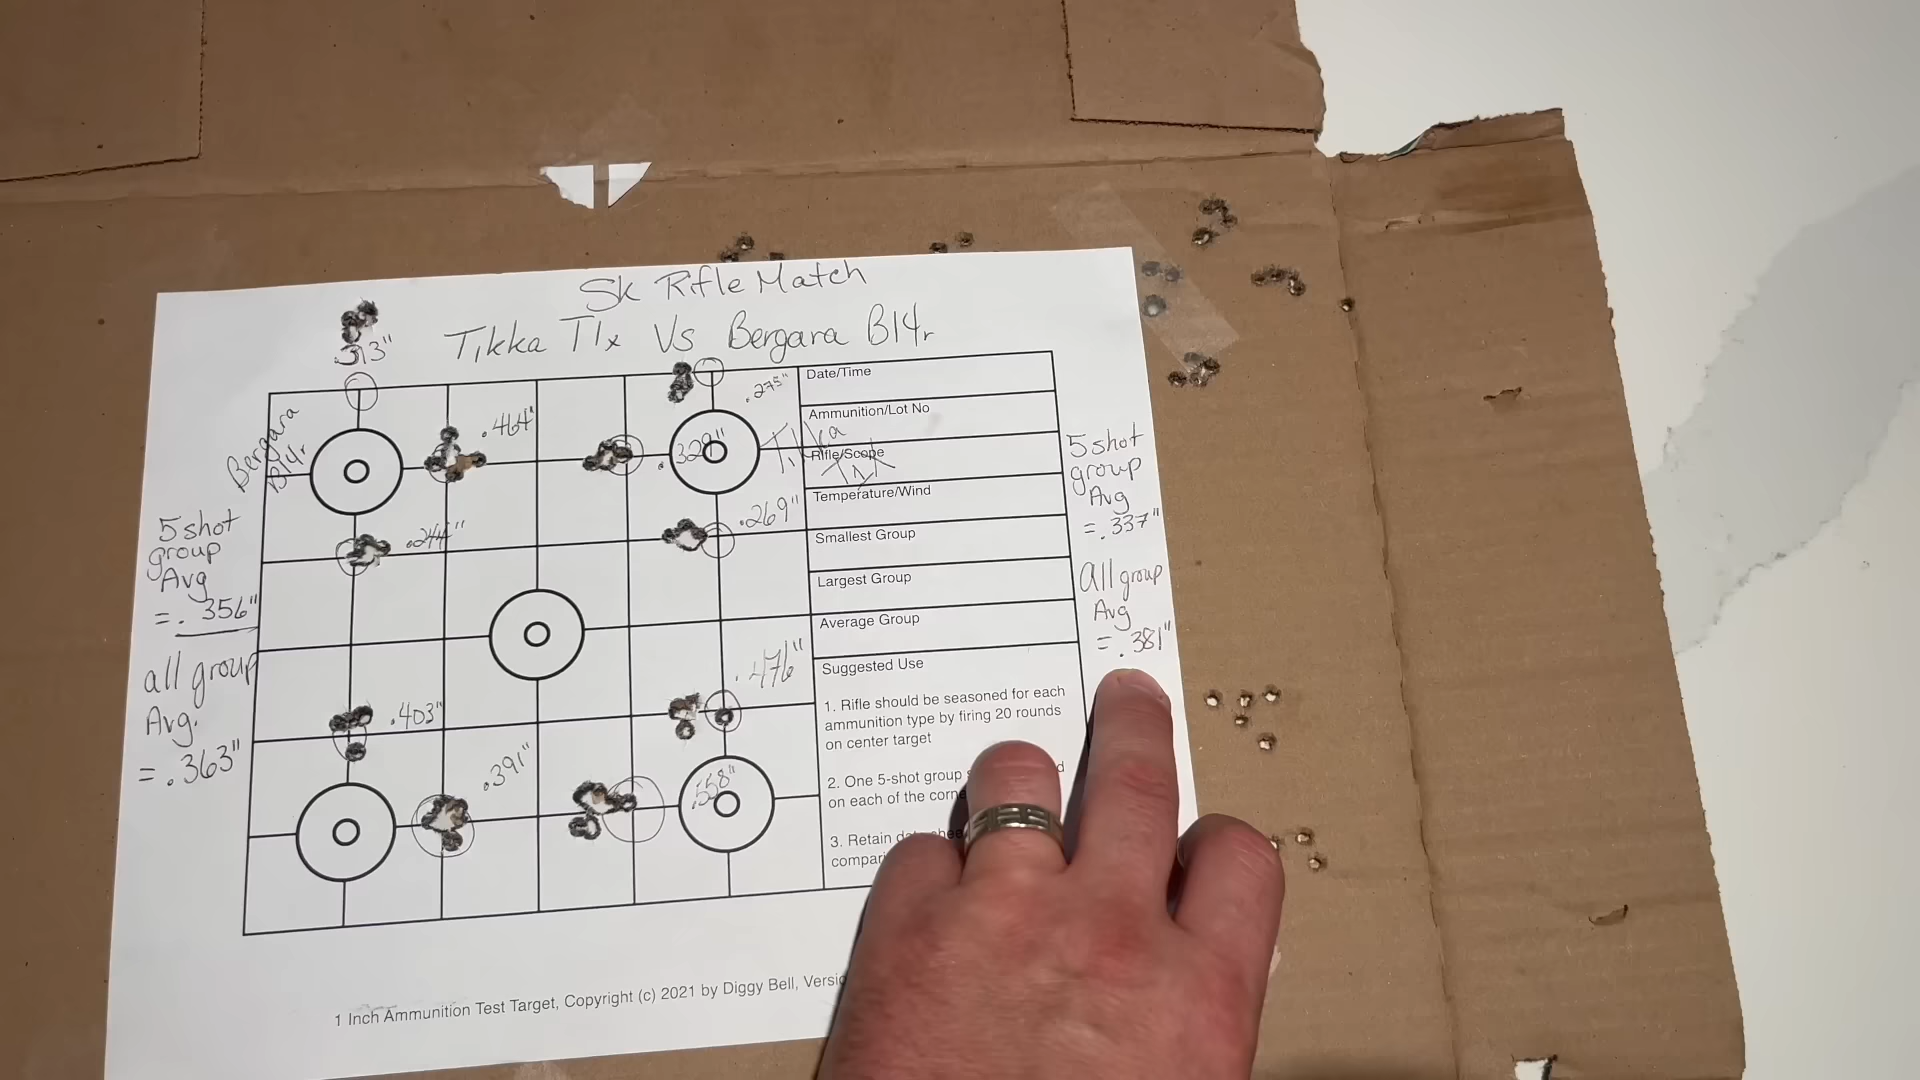 Sk Rifle Match
Tikka T1x Vs Bergara B14r
.313"
.275"
Bergara
B14r
.464"
.329"
Tikka
T1x
.244"
.269"
5 shot
group
Avg
= .356"
all group
Avg.
= .363"
.403"
.476"
.391"
.558"
Date/Time
Ammunition/Lot No
Rifle/Scope
Temperature/Wind
Smallest Group
Largest Group
Average Group
Suggested Use
1. Rifle should be seasoned for each
ammunition type by firing 20 rounds
on center target
2. One 5-shot group
on each of the
3. Retain
5 shot
group
Avg
= .337"
All group
Avg
= .381"
1 Inch Ammunition Test Target, Copyright (c) 2021 by Diggy Bell,